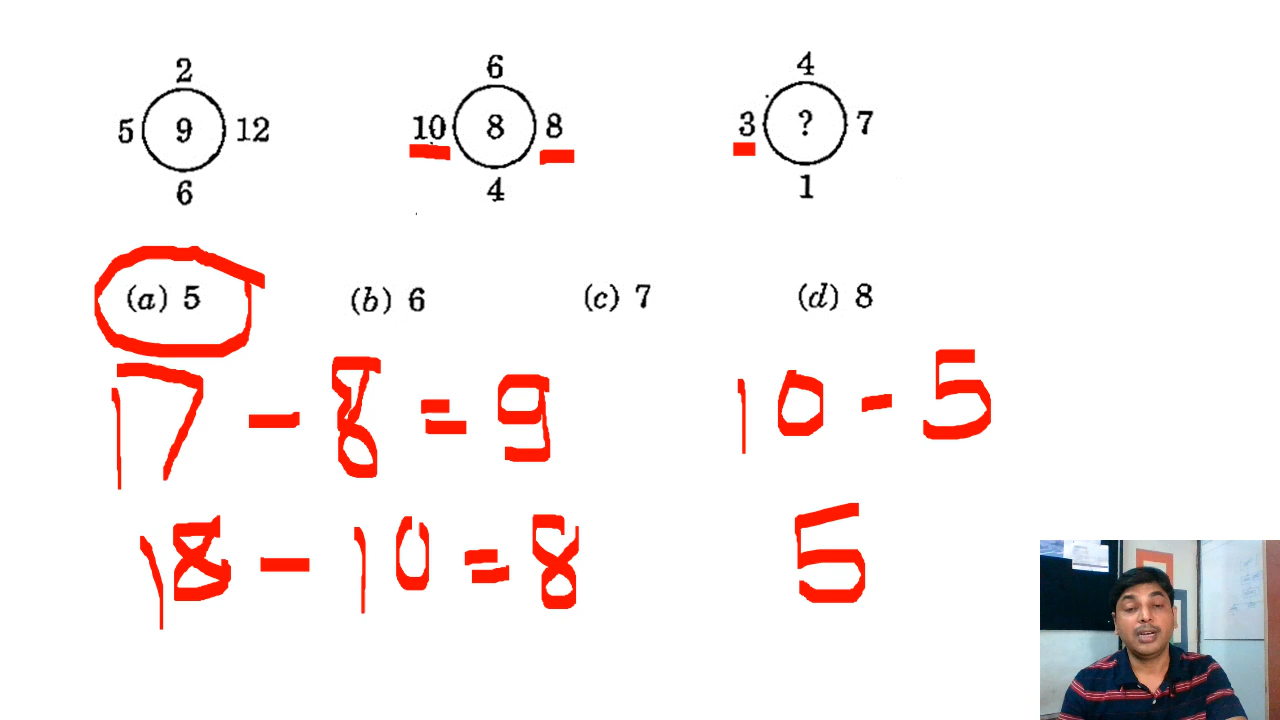 2 6 4
5 9 12 10 8 8 3 ? 7
6 4 1
(a) 5 (b) 6 (c) 7 (d) 8
17 - 8 = 9 10 - 5
18 - 10 = 8 5